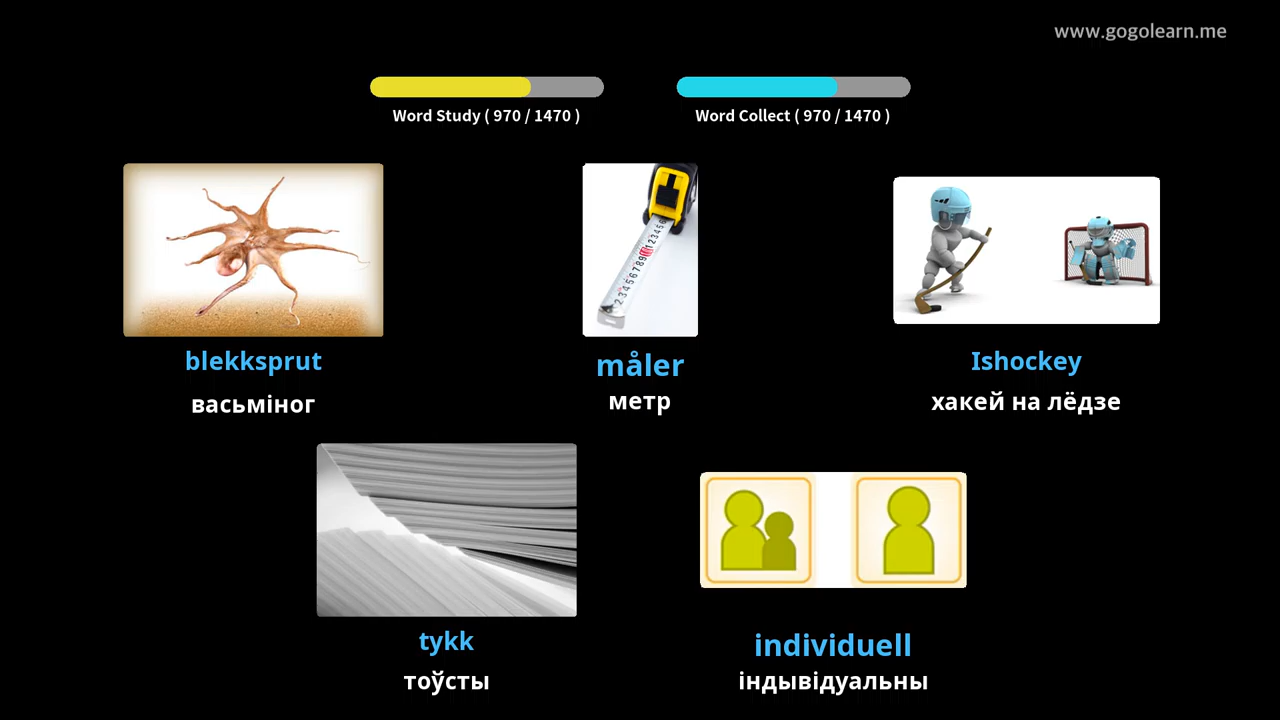 www.gogolearn.me
Word Study ( 970 / 1470 )
Word Collect ( 970 / 1470 )
blekksprut
васьміног
måler
метр
Ishockey
хакей на лёдзе
tykk
тоўсты
individuell
індывідуальны